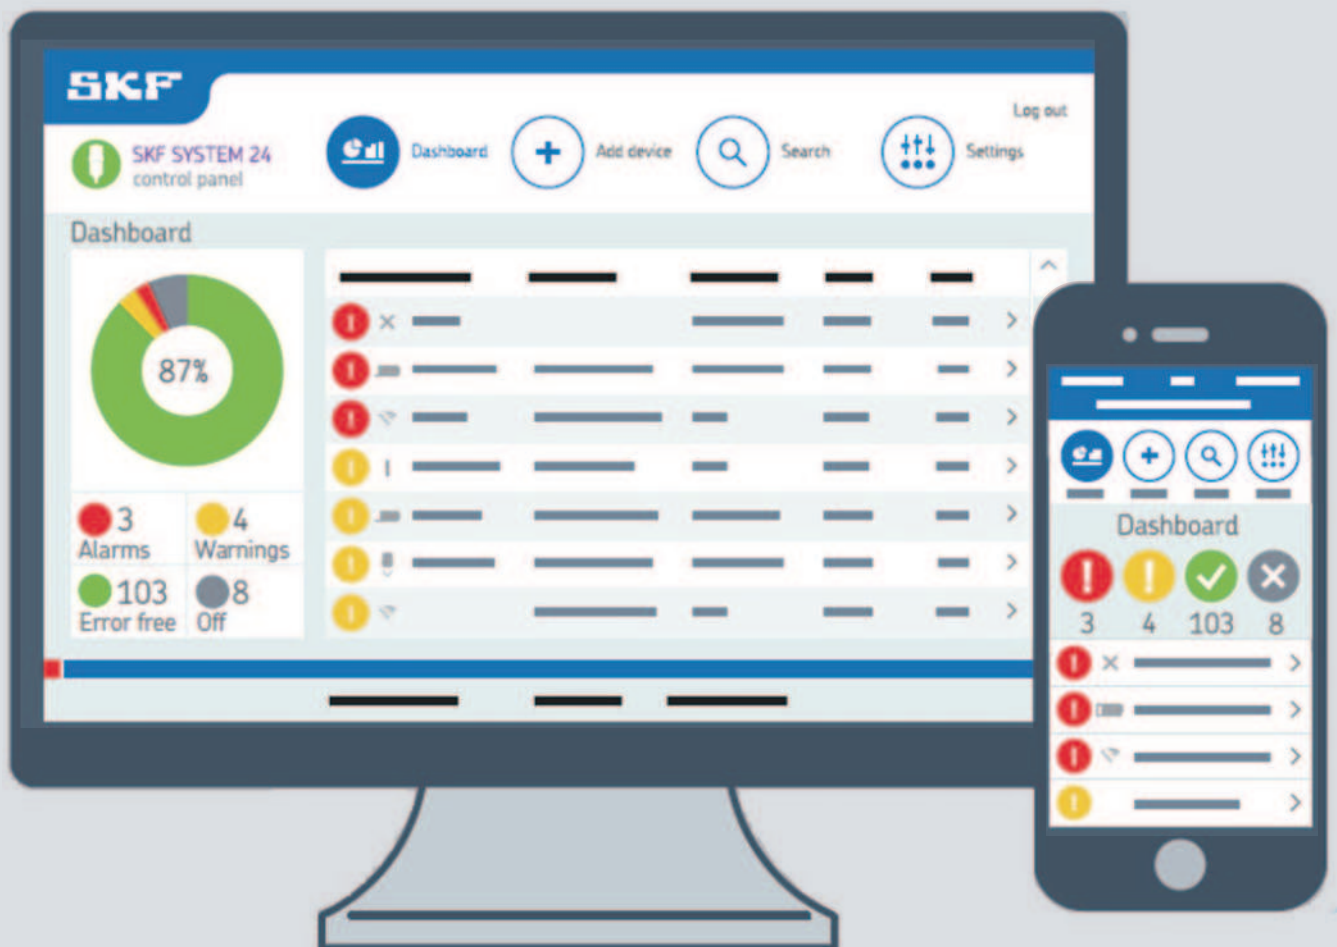 SKF
Log out
SKF SYSTEM 24
control panel
Dashboard
Add device
Search
Settings
Dashboard
87%
3
Alarms
4
Warnings
103
Error free
8
Off
Dashboard
3 4 103 8